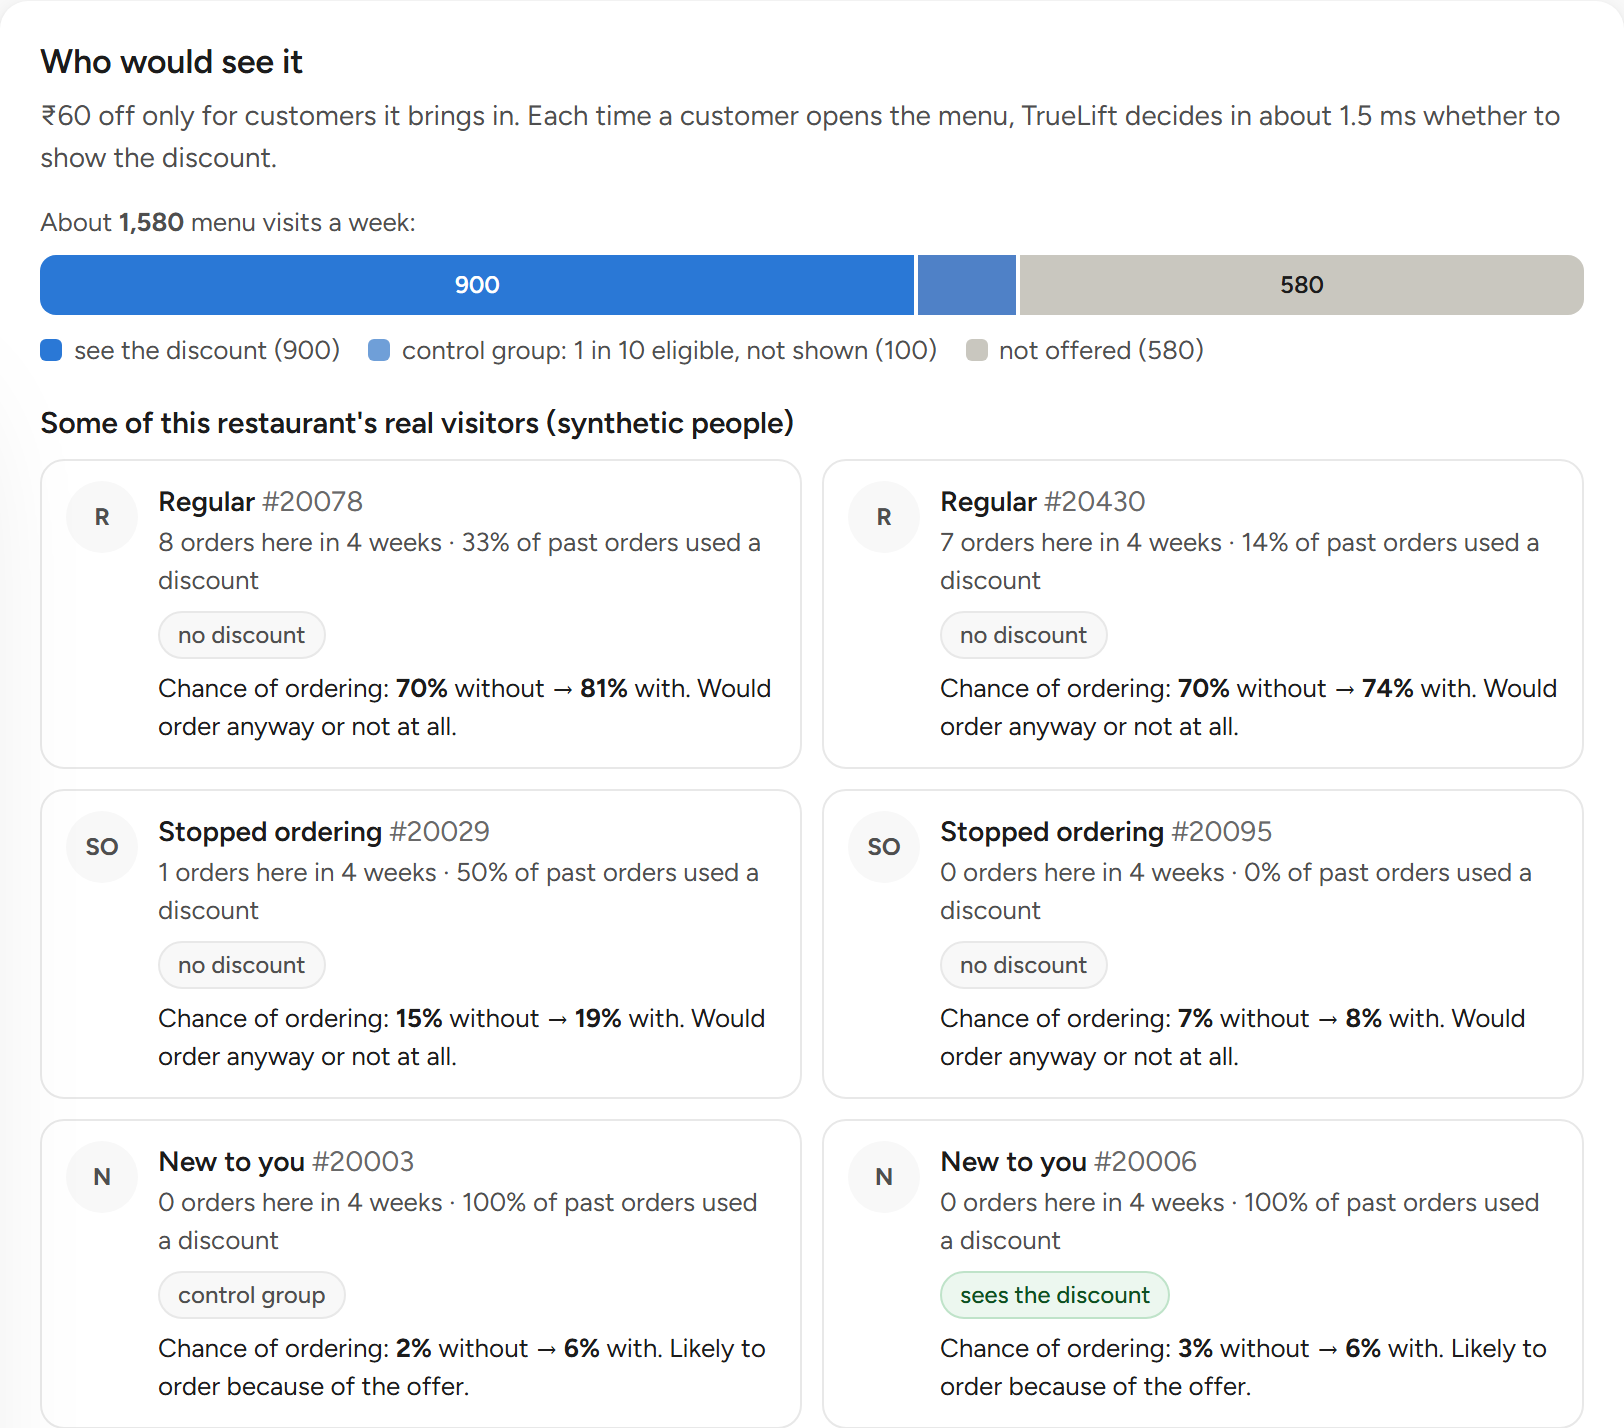 Who would see it
₹60 off only for customers it brings in. Each time a customer opens the menu, TrueLift decides in about 1.5 ms whether to
show the discount.
About 1,580 menu visits a week:
900
580
see the discount (900)
control group: 1 in 10 eligible, not shown (100)
not offered (580)
Some of this restaurant's real visitors (synthetic people)
R
Regular #20078
8 orders here in 4 weeks · 33% of past orders used a
discount
no discount
Chance of ordering: 70% without → 81% with. Would
order anyway or not at all.
R
Regular #20430
7 orders here in 4 weeks · 14% of past orders used a
discount
no discount
Chance of ordering: 70% without → 74% with. Would
order anyway or not at all.
SO
Stopped ordering #20029
1 orders here in 4 weeks · 50% of past orders used a
discount
no discount
Chance of ordering: 15% without → 19% with. Would
order anyway or not at all.
SO
Stopped ordering #20095
0 orders here in 4 weeks · 0% of past orders used a
discount
no discount
Chance of ordering: 7% without → 8% with. Would
order anyway or not at all.
N
New to you #20003
0 orders here in 4 weeks · 100% of past orders used
a discount
control group
Chance of ordering: 2% without → 6% with. Likely to
order because of the offer.
N
New to you #20006
0 orders here in 4 weeks · 100% of past orders used
a discount
sees the discount
Chance of ordering: 3% without → 6% with. Likely to
order because of the offer.